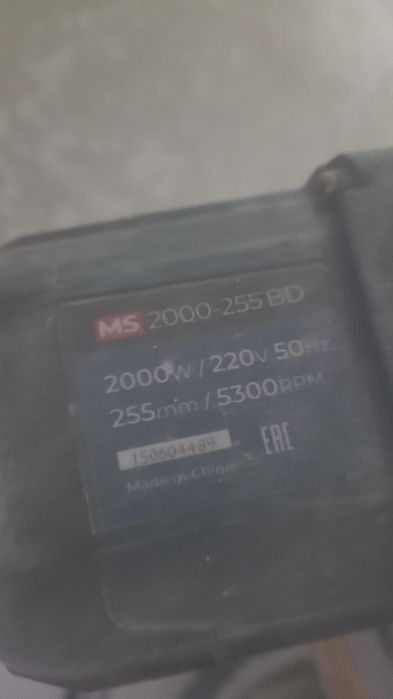 MS 2000-255 BD
2000W / 220V 50Hz
255mm / 5300RPM
150604489
EAC
Made in China